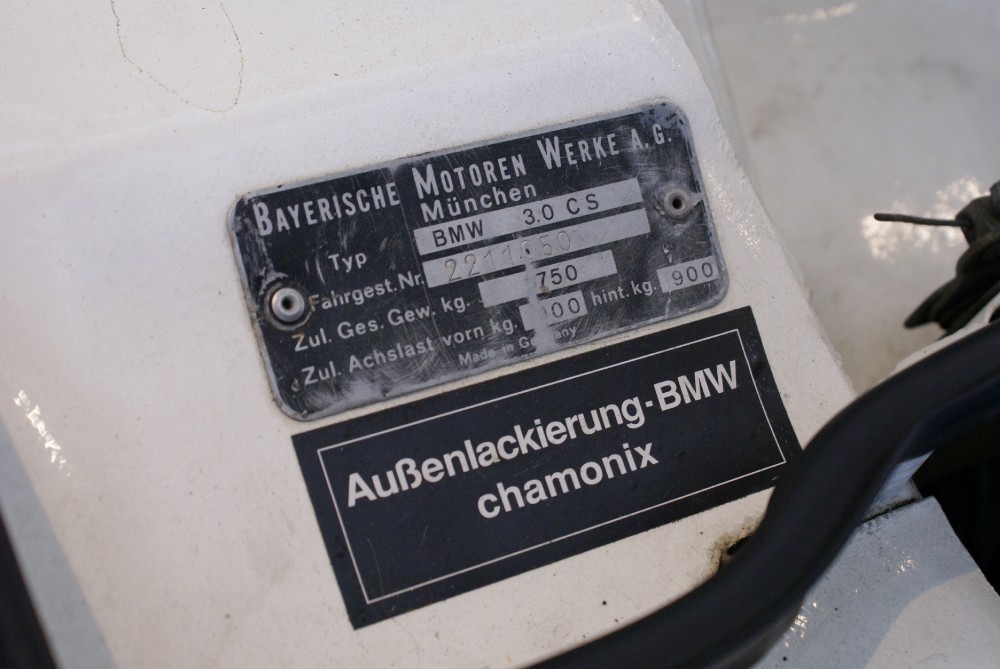 BAYERISCHE MOTOREN WERKE A.G.
München
Typ BMW 3.0 CS
Fahrgest.Nr.
Zul. Ges. Gew. kg. 750
Zul. Achslast vorn kg. hint. kg. 900
Made in Germany
Außenlackierung-BMW
chamonix